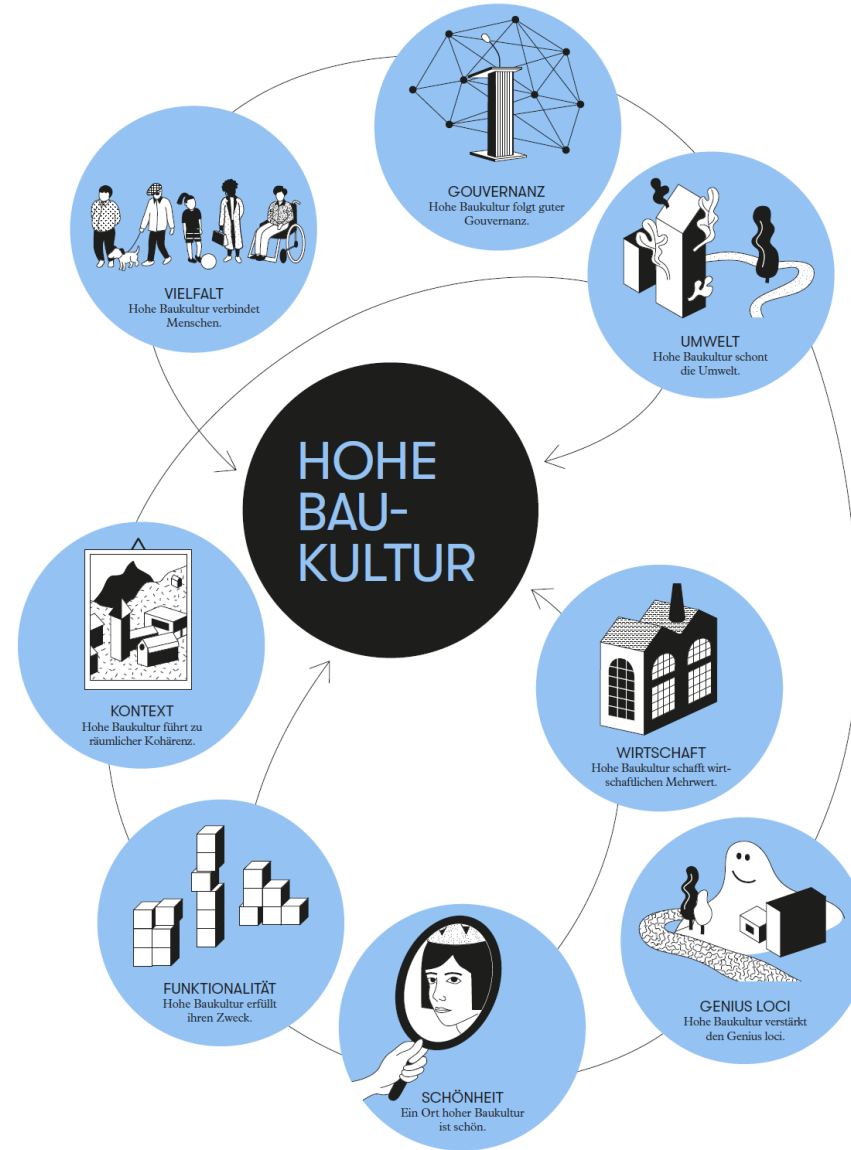 GOUVERNANZ
Hohe Baukultur folgt guter
Gouvernanz.
VIELFALT
Hohe Baukultur verbindet
Menschen.
UMWELT
Hohe Baukultur schont
die Umwelt.
HOHE
BAU-
KULTUR
KONTEXT
Hohe Baukultur führt zu
räumlicher Kohärenz.
WIRTSCHAFT
Hohe Baukultur schafft wirt-
schaftlichen Mehrwert.
FUNKTIONALITÄT
Hohe Baukultur erfüllt
ihren Zweck.
GENIUS LOCI
Hohe Baukultur verstärkt
den Genius loci.
SCHÖNHEIT
Ein Ort hoher Baukultur
ist schön.